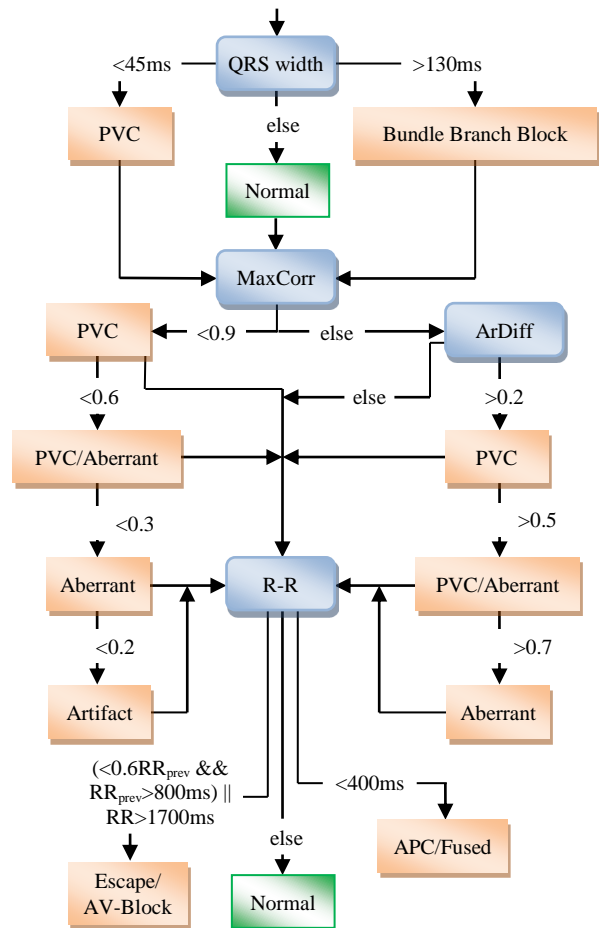 QRS width
<45ms
>130ms
PVC
else
Bundle Branch Block
Normal
MaxCorr
PVC
<0.9
else
ArDiff
<0.6
else
>0.2
PVC/Aberrant
PVC
<0.3
>0.5
Aberrant
R-R
PVC/Aberrant
<0.2
>0.7
Artifact
Aberrant
(<0.6RRprev &&
RRprev>800ms) ||
RR>1700ms
<400ms
else
APC/Fused
Escape/
AV-Block
Normal